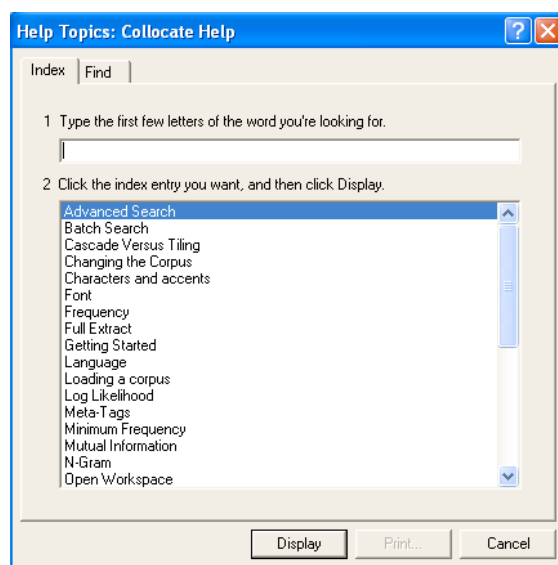 Help Topics: Collocate Help
Index
Find
1 Type the first few letters of the word you're looking for.
2 Click the index entry you want, and then click Display.
Advanced Search
Batch Search
Cascade Versus Tiling
Changing the Corpus
Characters and accents
Font
Frequency
Full Extract
Getting Started
Language
Loading a corpus
Log Likelihood
Meta-Tags
Minimum Frequency
Mutual Information
N-Gram
Open Workspace
Display
Print...
Cancel